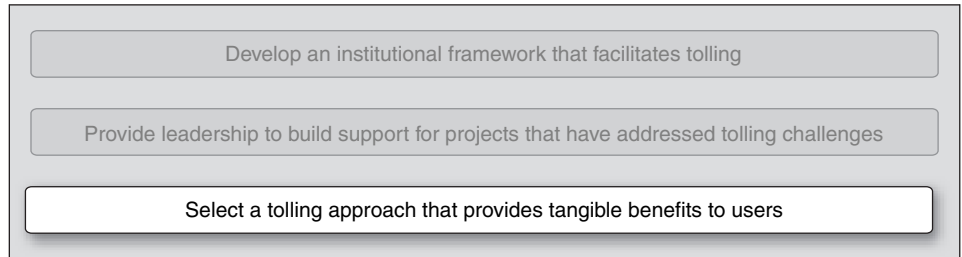 Develop an institutional framework that facilitates tolling
Provide leadership to build support for projects that have addressed tolling challenges
Select a tolling approach that provides tangible benefits to users